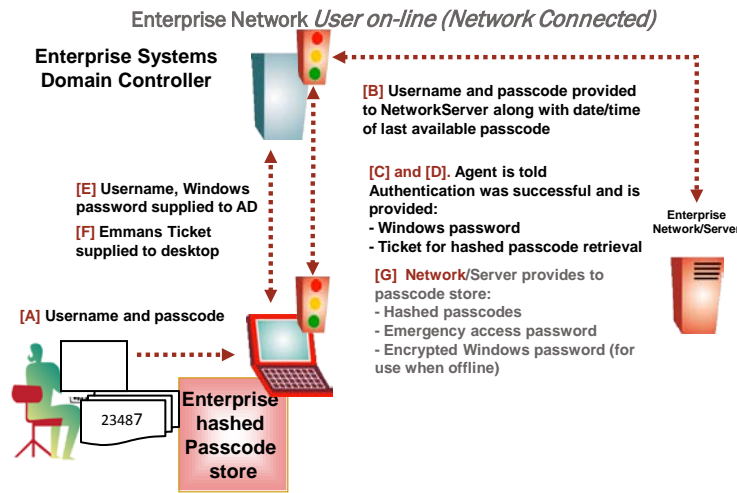 Enterprise Network User on-line (Network Connected)
Enterprise Systems
Domain Controller
[B] Username and passcode provided
to NetworkServer along with date/time
of last available passcode
[E] Username, Windows
password supplied to AD
[F] Emmans Ticket
supplied to desktop
[C] and [D]. Agent is told
Authentication was successful and is
provided:
- Windows password
- Ticket for hashed passcode retrieval
Enterprise
Network/Server
[G] Network/Server provides to
passcode store:
- Hashed passcodes
- Emergency access password
- Encrypted Windows password (for
use when offline)
[A] Username and passcode
23487
Enterprise
hashed
Passcode
store